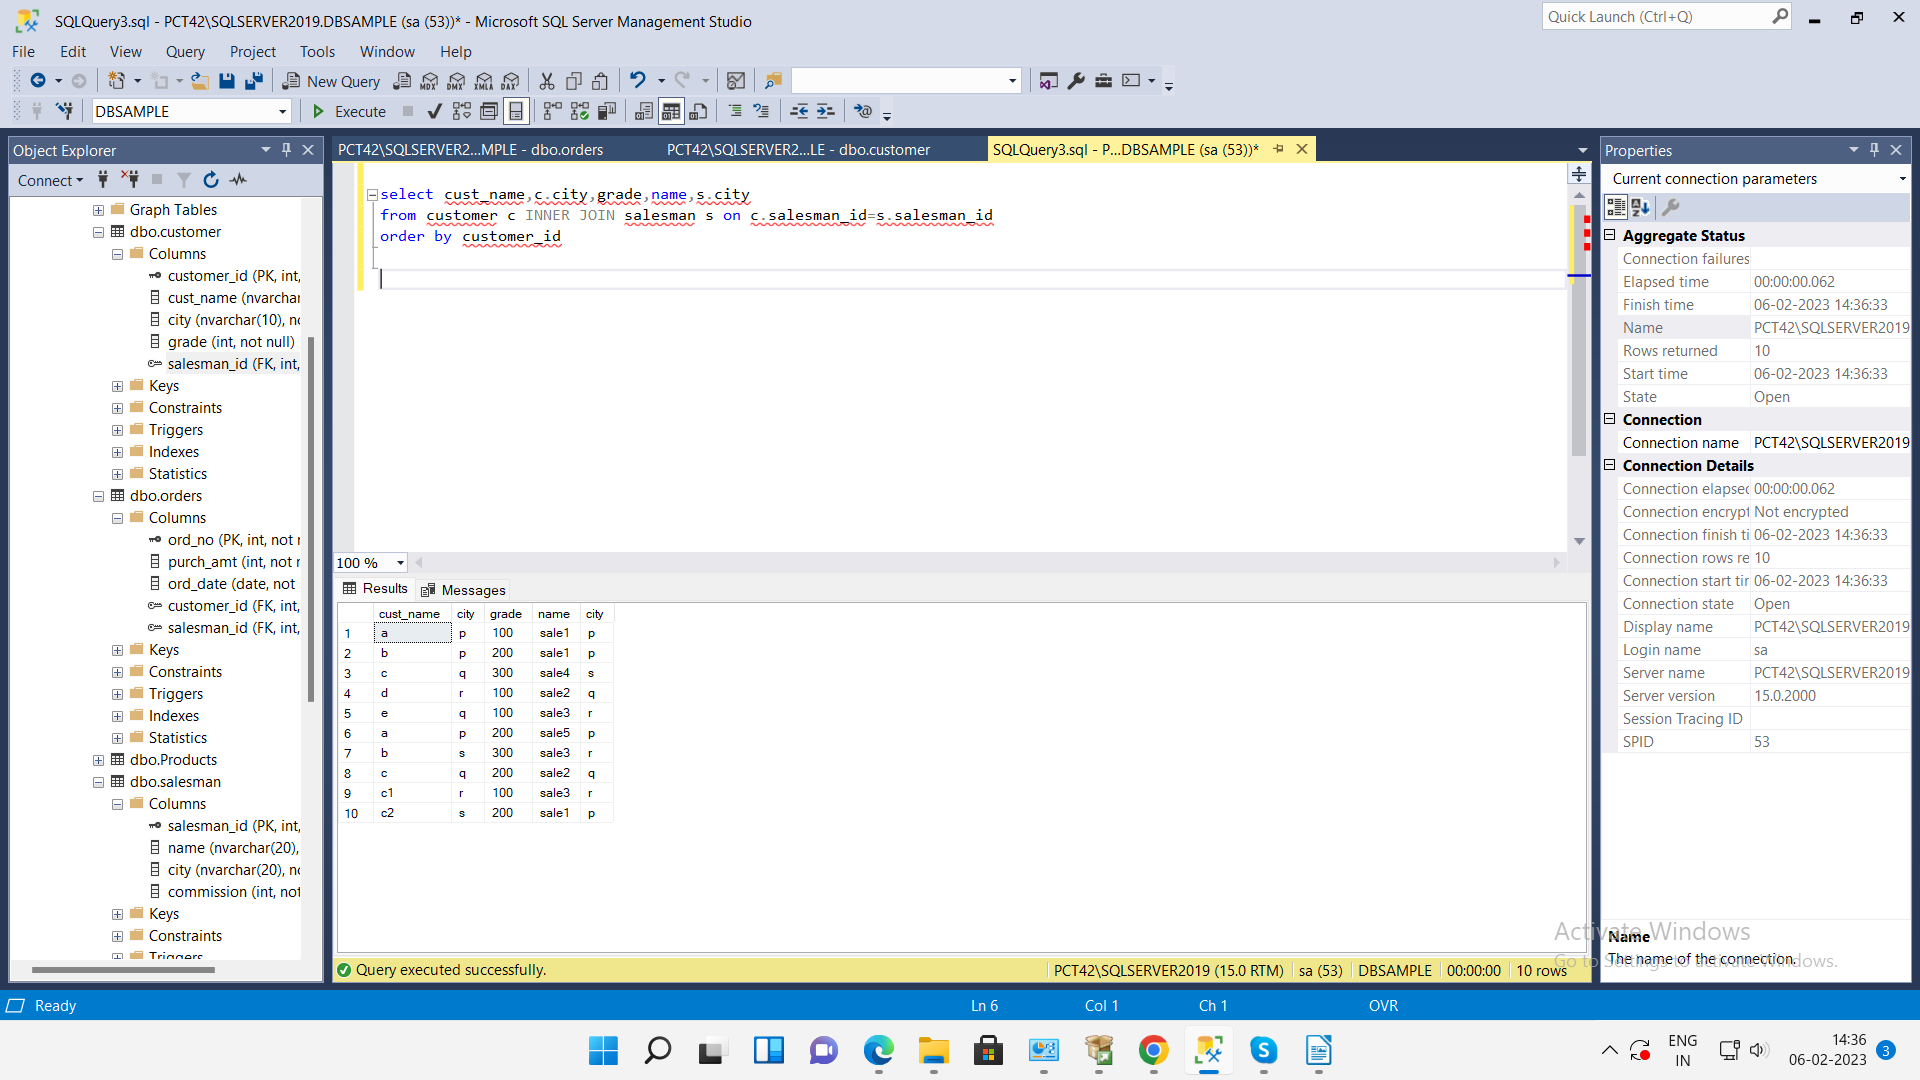 SQLQuery3.sql - PCT42\SQLSERVER2019.DBSAMPLE (sa (53))* - Microsoft SQL Server Management Studio
Quick Launch (Ctrl+Q)
File Edit View Query Project Tools Window Help
New Query MDX DMX XMLA DAX
DBSAMPLE Execute
Object Explorer
Connect
Graph Tables
dbo.customer
Columns
customer_id (PK, int,
cust_name (nvarchar
city (nvarchar(10), no
grade (int, not null)
salesman_id (FK, int,
Keys
Constraints
Triggers
Indexes
Statistics
dbo.orders
Columns
ord_no (PK, int, not r
purch_amt (int, not r
ord_date (date, not
customer_id (FK, int,
salesman_id (FK, int,
Keys
Constraints
Triggers
Indexes
Statistics
dbo.Products
dbo.salesman
Columns
salesman_id (PK, int,
name (nvarchar(20),
city (nvarchar(20), no
commission (int, not
Keys
Constraints
Triggers
PCT42\SQLSERVER2...MPLE - dbo.orders
PCT42\SQLSERVER2...LE - dbo.customer
SQLQuery3.sql - P...DBSAMPLE (sa (53))*
select cust_name,c.city,grade,name,s.city
from customer c INNER JOIN salesman s on c.salesman_id=s.salesman_id
order by customer_id
100 %
Results Messages
cust_name city grade name city
1 a p 100 sale1 p
2 b p 200 sale1 p
3 c q 300 sale4 s
4 d r 100 sale2 q
5 e q 100 sale3 r
6 a p 200 sale5 p
7 b s 300 sale3 r
8 c q 200 sale2 q
9 c1 r 100 sale3 r
10 c2 s 200 sale1 p
Query executed successfully.
PCT42\SQLSERVER2019 (15.0 RTM) sa (53) DBSAMPLE 00:00:00 10 rows
Properties
Current connection parameters
Aggregate Status
Connection failures
Elapsed time 00:00:00.062
Finish time 06-02-2023 14:36:33
Name PCT42\SQLSERVER2019
Rows returned 10
Start time 06-02-2023 14:36:33
State Open
Connection
Connection name PCT42\SQLSERVER2019
Connection Details
Connection elapsed 00:00:00.062
Connection encrypt Not encrypted
Connection finish ti 06-02-2023 14:36:33
Connection rows re 10
Connection start tir 06-02-2023 14:36:33
Connection state Open
Display name PCT42\SQLSERVER2019
Login name sa
Server name PCT42\SQLSERVER2019
Server version 15.0.2000
Session Tracing ID
SPID 53
Activate Windows
Go to Settings to activate Windows.
Name
The name of the connection.
Ready Ln 6 Col 1 Ch 1 OVR
ENG
IN
14:36
06-02-2023
3